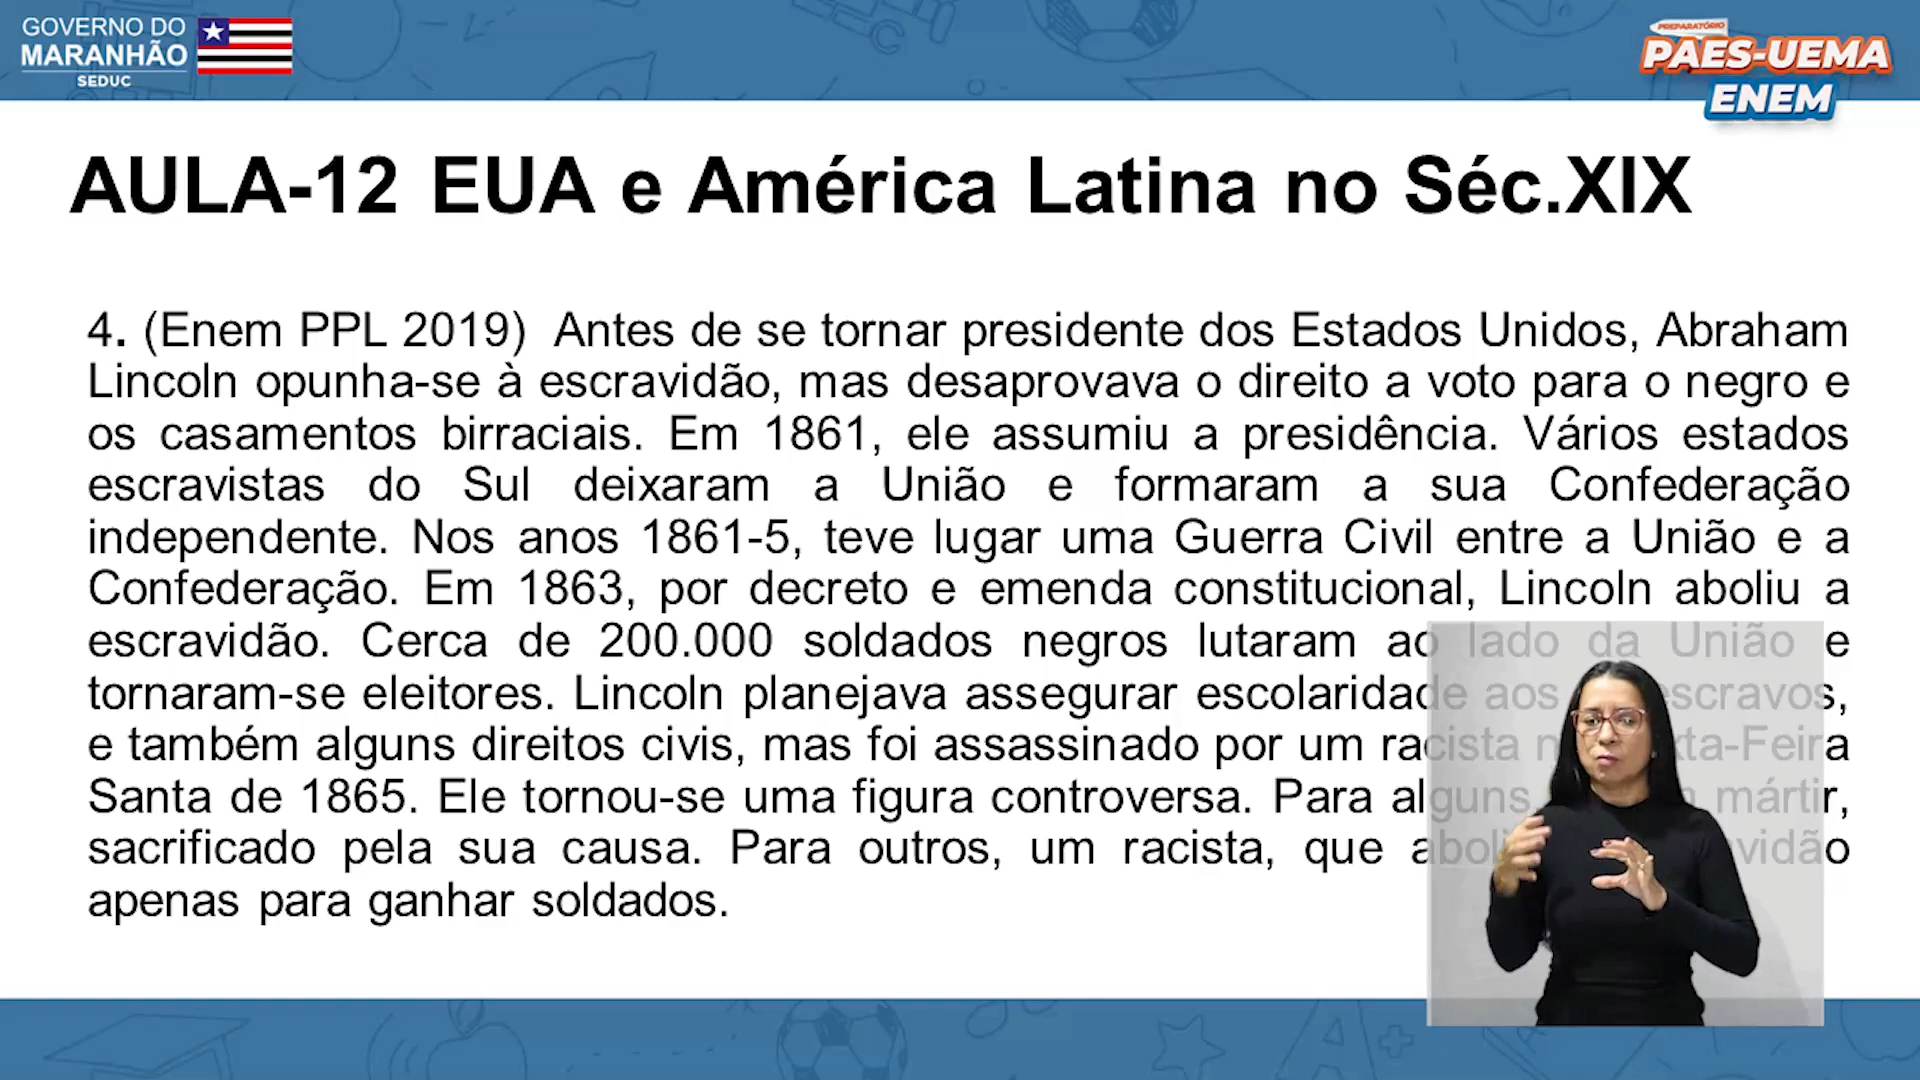 GOVERNO DO
MARANHÃO
SEDUC
PREPARATÓRIO
PAES-UEMA
ENEM
AULA-12 EUA e América Latina no Séc.XIX
4. (Enem PPL 2019) Antes de se tornar presidente dos Estados Unidos, Abraham
Lincoln opunha-se à escravidão, mas desaprovava o direito a voto para o negro e
os casamentos birraciais. Em 1861, ele assumiu a presidência. Vários estados
escravistas do Sul deixaram a União e formaram a sua Confederação
independente. Nos anos 1861-5, teve lugar uma Guerra Civil entre a União e a
Confederação. Em 1863, por decreto e emenda constitucional, Lincoln aboliu a
escravidão. Cerca de 200.000 soldados negros lutaram ao lado da União e
tornaram-se eleitores. Lincoln planejava assegurar escolaridade aos escravos,
e também alguns direitos civis, mas foi assassinado por um racista
Santa de 1865. Ele tornou-se uma figura controversa. Para alguns, mártir,
sacrificado pela sua causa. Para outros, um racista, que
apenas para ganhar soldados.